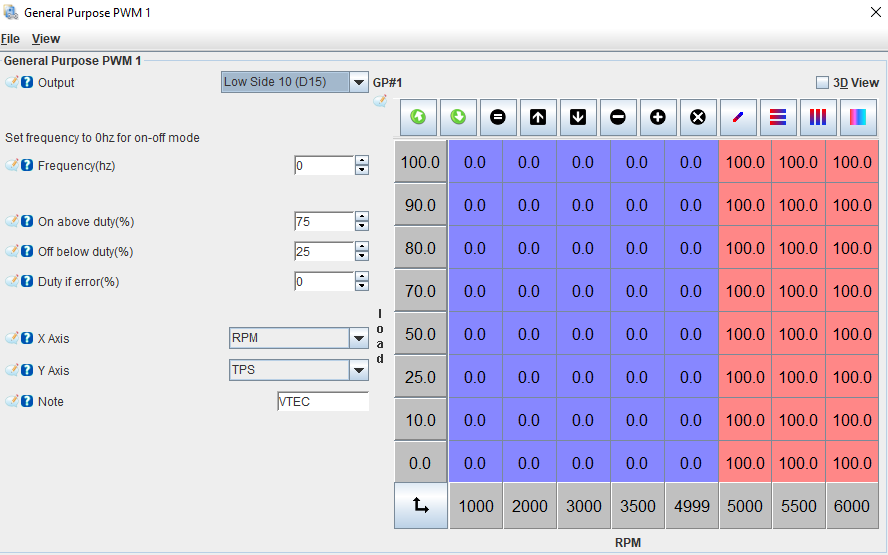 General Purpose PWM 1
File View
General Purpose PWM 1
Output Low Side 10 (D15) GP#1 3D View
Set frequency to 0hz for on-off mode
Frequency(hz) 0
On above duty(%) 75
Off below duty(%) 25
Duty if error(%) 0
X Axis RPM
Y Axis TPS
Note VTEC
load
100.0 0.0 0.0 0.0 0.0 0.0 100.0 100.0 100.0
90.0 0.0 0.0 0.0 0.0 0.0 100.0 100.0 100.0
80.0 0.0 0.0 0.0 0.0 0.0 100.0 100.0 100.0
70.0 0.0 0.0 0.0 0.0 0.0 100.0 100.0 100.0
50.0 0.0 0.0 0.0 0.0 0.0 100.0 100.0 100.0
25.0 0.0 0.0 0.0 0.0 0.0 100.0 100.0 100.0
10.0 0.0 0.0 0.0 0.0 0.0 100.0 100.0 100.0
0.0 0.0 0.0 0.0 0.0 0.0 100.0 100.0 100.0
1000 2000 3000 3500 4999 5000 5500 6000
RPM